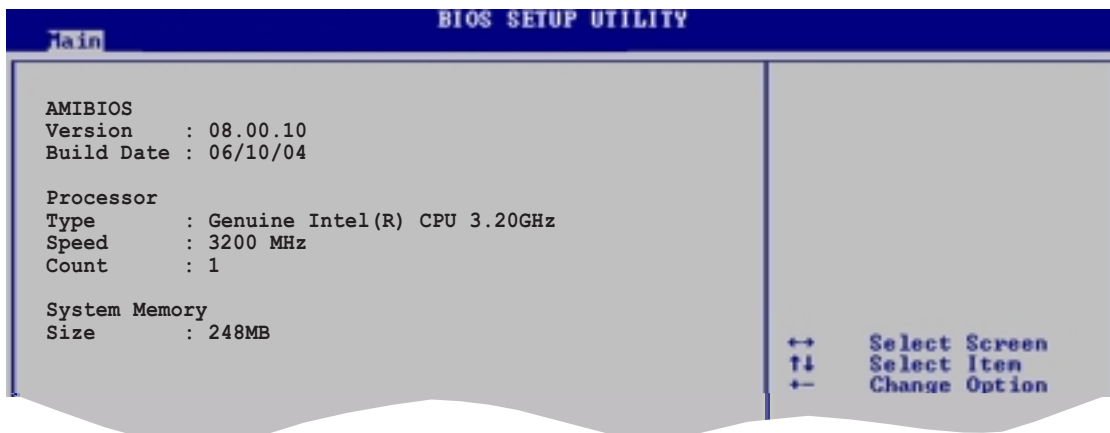 BIOS SETUP UTILITY
Main
AMIBIOS
Version : 08.00.10
Build Date : 06/10/04
Processor
Type : Genuine Intel(R) CPU 3.20GHz
Speed : 3200 MHz
Count : 1
System Memory
Size : 248MB
↔ Select Screen
↑↓ Select Item
+- Change Option